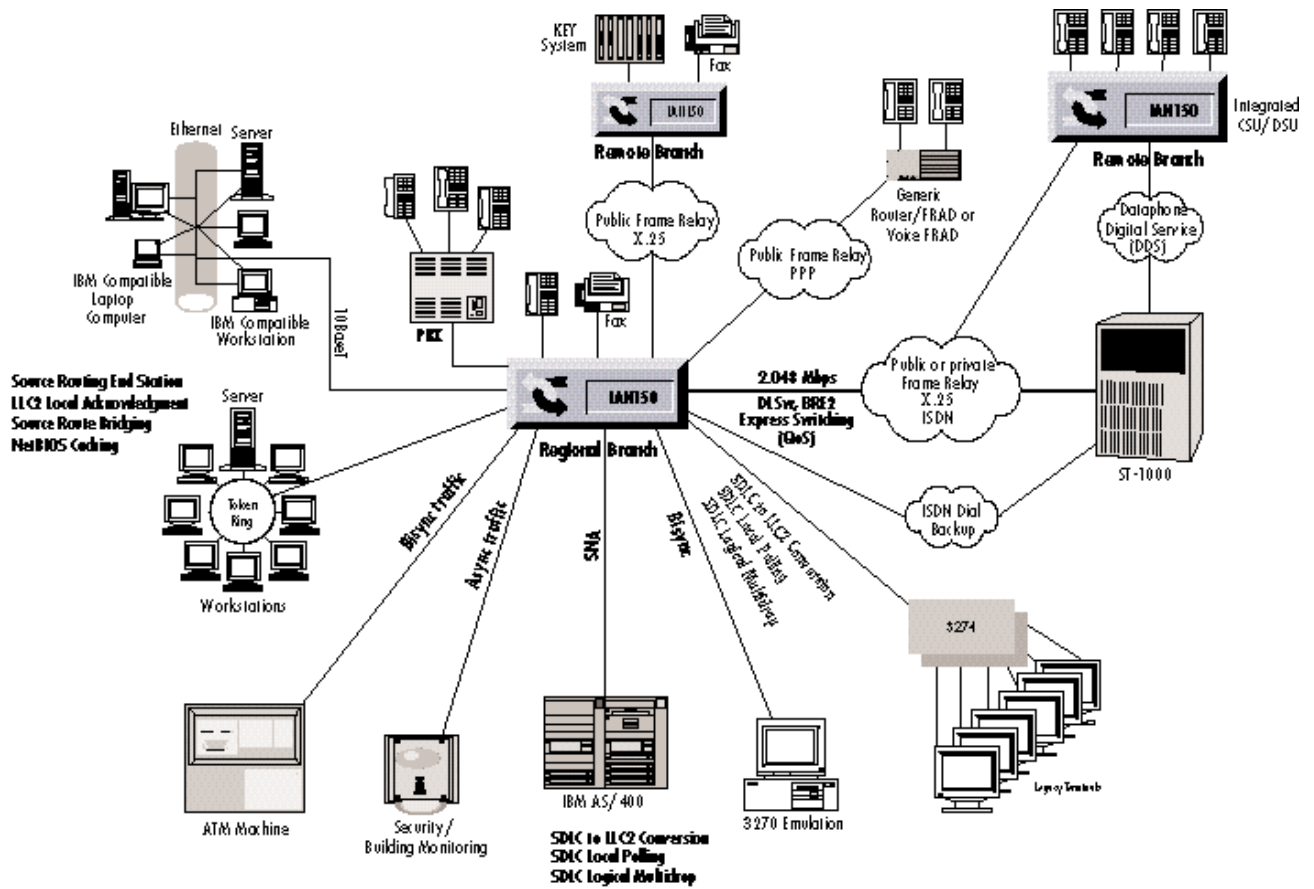 KEY
System
Fax
IAN150
Remote Branch
IAN150
Integrated
CSU/DSU
Remote Branch
Ethernet
Server
IBM Compatible
Laptop
Computer
IBM Compatible
Workstation
10BaseT
PBX
Fax
Public Frame Relay
X.25
Public Frame Relay
PPP
Generic
Router/FRAD or
Voice FRAD
Dataphone
Digital Service
(DDS)
Source Routing End Station
LLC2 Local Acknowledgment
Source Route Bridging
NetBIOS Caching
Server
Token
Ring
Workstations
IAN150
Regional Branch
2.048 Mbps
DLSw, BRE2
Express Switching
(QoS)
Public or private
Frame Relay
X.25
ISDN
ST-1000
ISDN Dial
Backup
Bisync traffic
Async traffic
SNA
Bisync
SDLC to LLC2 Conversion
SDLC Local Polling
SDLC Logical Multidrop
3274
Legacy Terminals
ATM Machine
Security/
Building Monitoring
IBM AS/400
SDLC to LLC2 Conversion
SDLC Local Polling
SDLC Logical Multidrop
3270 Emulation